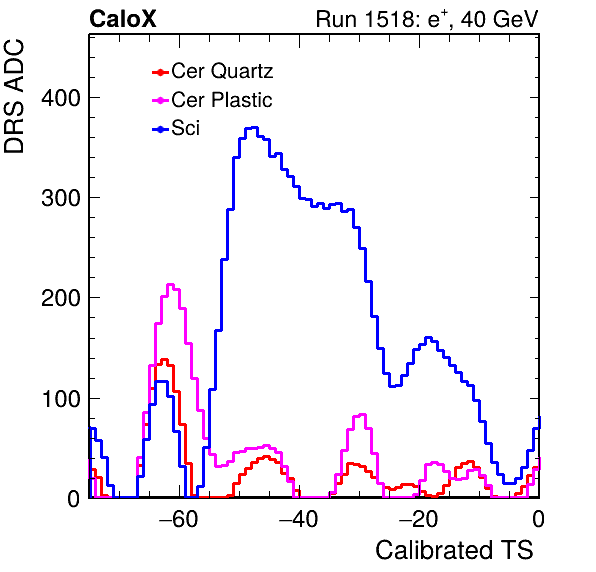 CaloX Run 1518: e⁺, 40 GeV
DRS ADC
Cer Quartz
Cer Plastic
Sci
400
300
200
100
0
−60 −40 −20 0
Calibrated TS